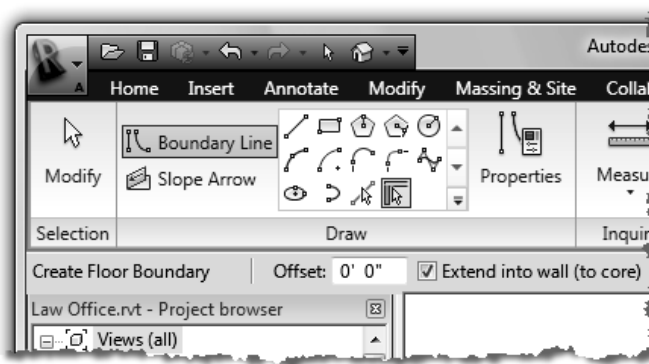 Autodes
Home Insert Annotate Modify Massing & Site Collal
Boundary Line
Modify Slope Arrow Properties Measu
Selection Draw Inquir
Create Floor Boundary Offset: 0' 0" Extend into wall (to core)
Law Office.rvt - Project browser
Views (all)